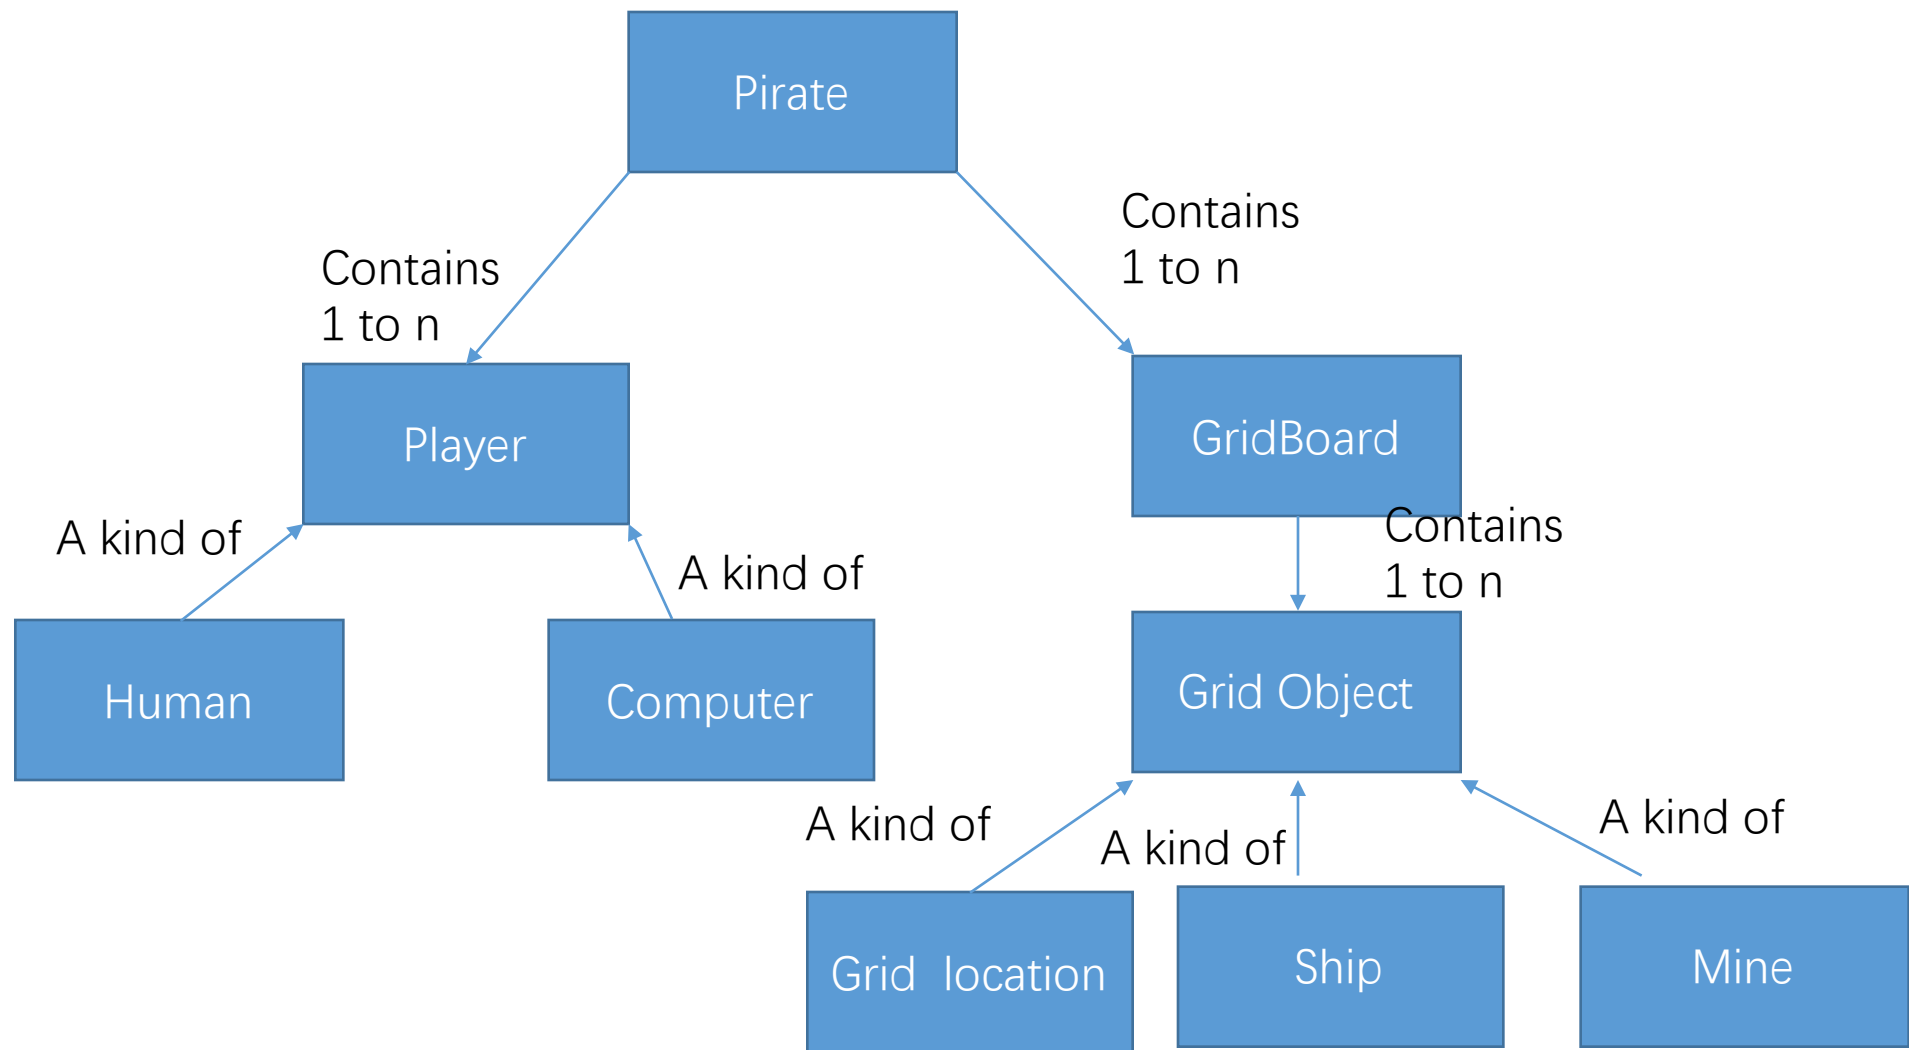 Pirate
Contains
1 to n
Contains
1 to n
Player
GridBoard
A kind of
A kind of
Contains
1 to n
Human
Computer
Grid Object
A kind of
A kind of
A kind of
Grid location
Ship
Mine